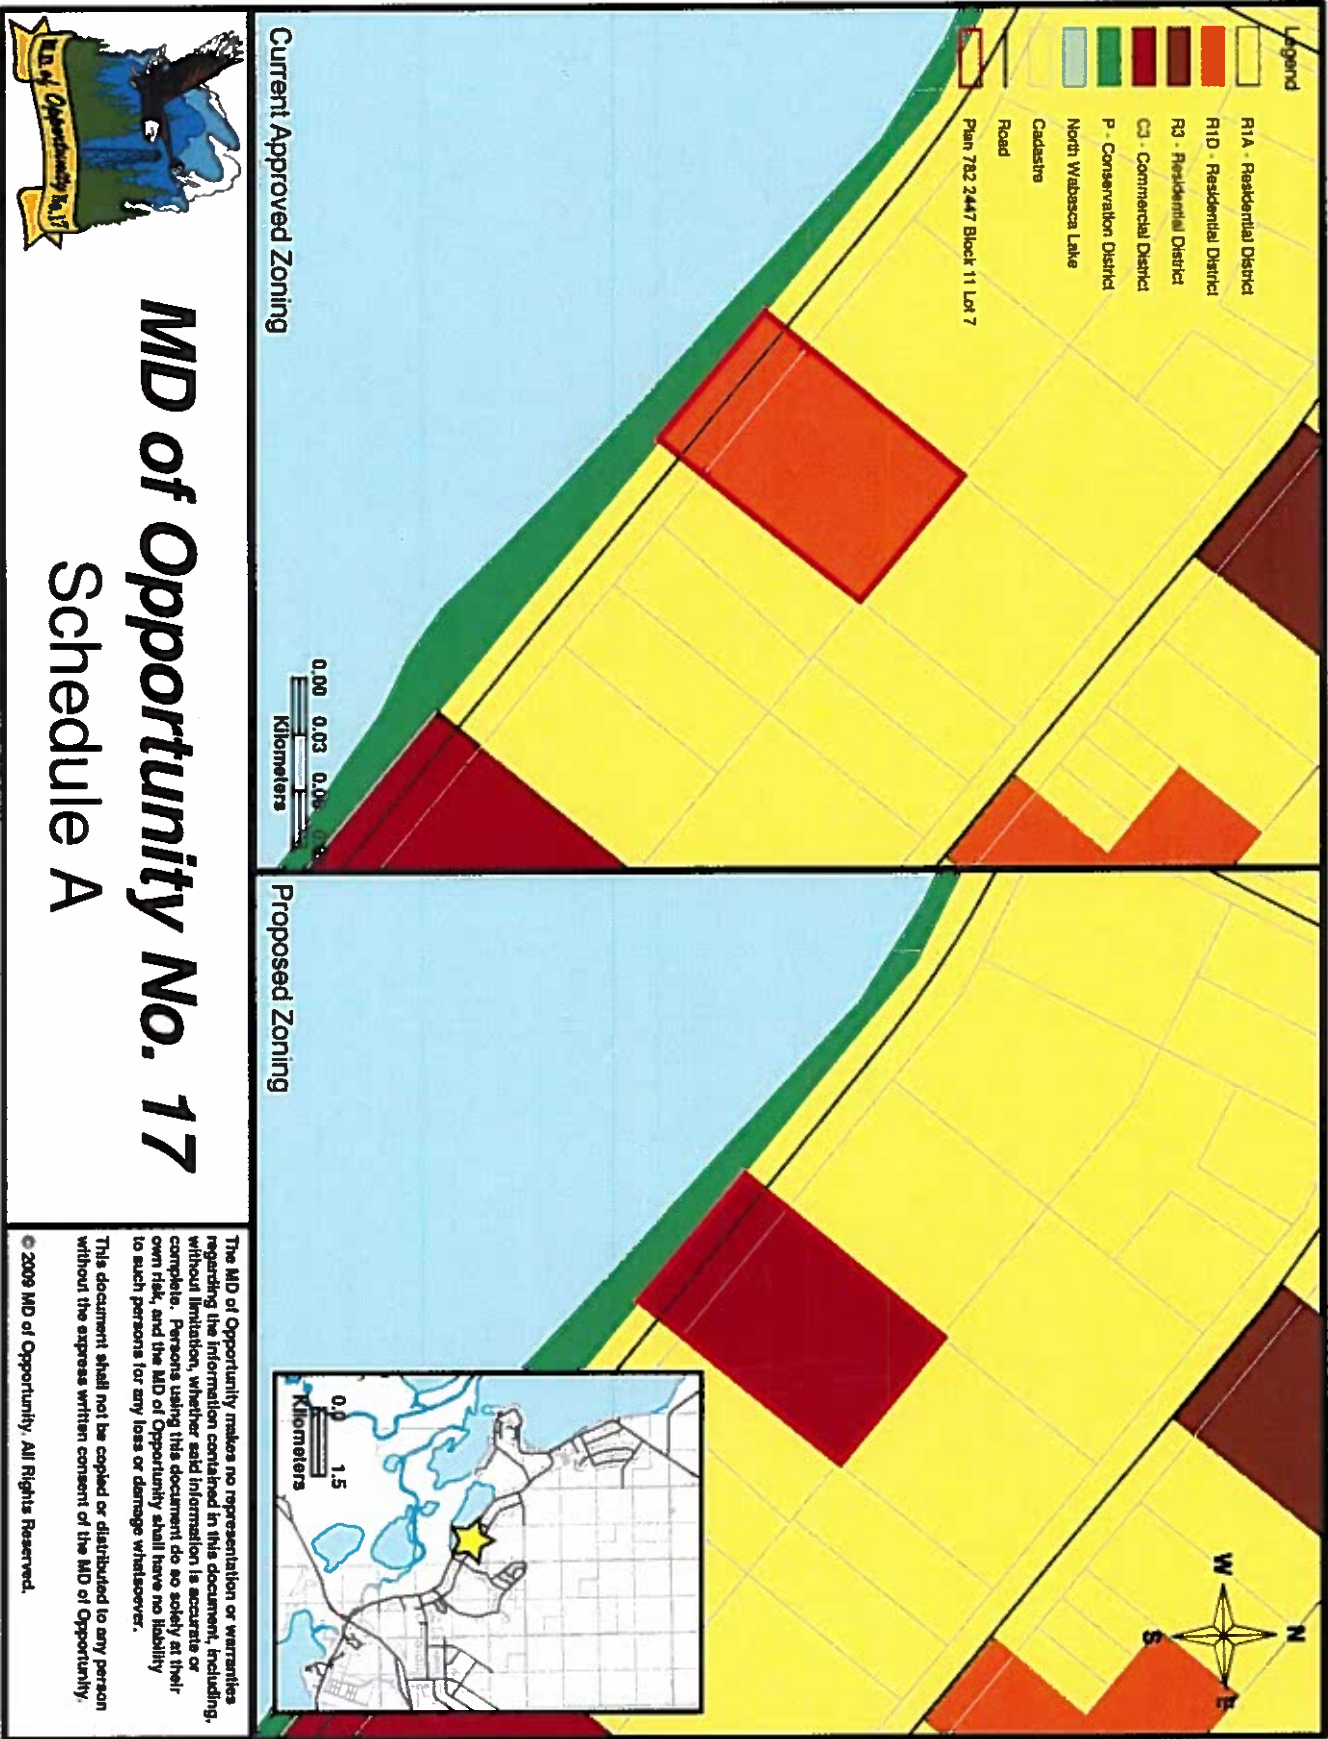 Legend
R1A - Residential District
R1D - Residential District
R3 - Residential District
C3 - Commercial District
P - Conservation District
North Wabasca Lake
Cadastre
Road
Plan 782 2447 Block 11 Lot 7
Current Approved Zoning
0.00 0.03 0.06
Kilometers
Proposed Zoning
N
W
E
S
0.0 1.5
Kilometers
M.D. of Opportunity No.17
MD of Opportunity No. 17
Schedule A
The MD of Opportunity makes no representation or warranties
regarding the information contained in this document, including,
without limitation, whether said information is accurate or
complete. Persons using this document do so solely at their
own risk, and the MD of Opportunity shall have no liability
to such persons for any loss or damage whatsoever.
This document shall not be copied or distributed to any person
without the express written consent of the MD of Opportunity.
© 2009 MD of Opportunity. All Rights Reserved.